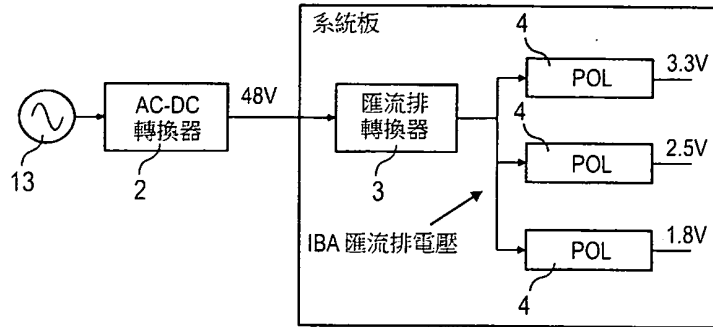 系統板
4
POL
3.3V
AC-DC
轉換器
48V
匯流排
轉換器
4
POL
2.5V
13
2
3
IBA 匯流排電壓
POL
1.8V
4